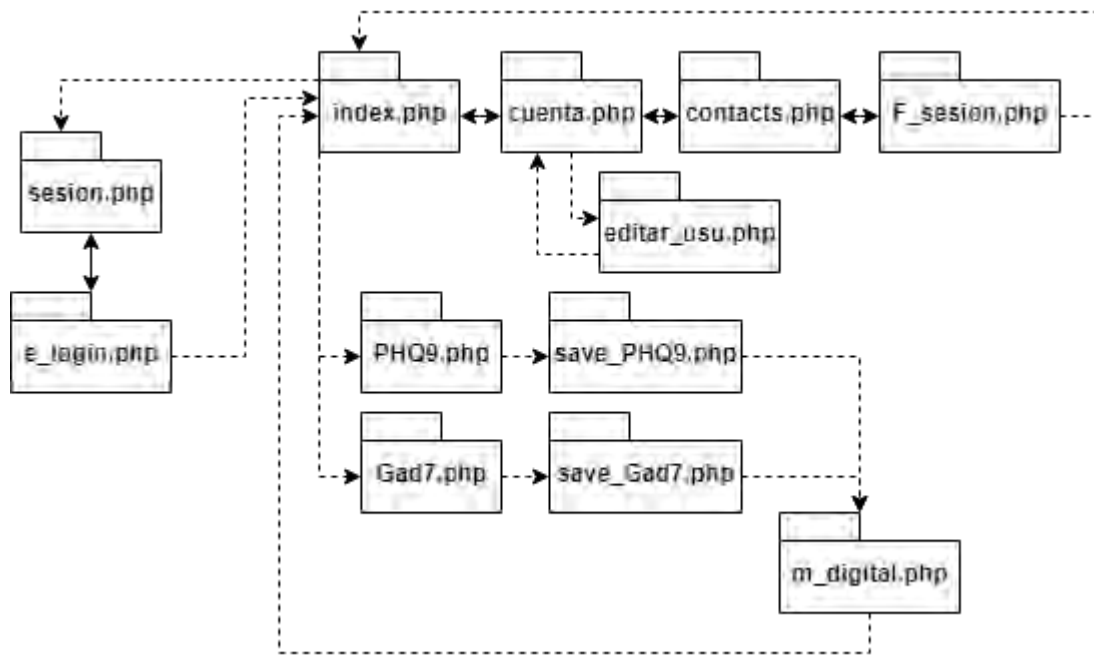 index.php
cuenta.php
contacts.php
F_sesion.php
sesion.php
editar_usu.php
e_login.php
PHQ9.php
save_PHQ9.php
Gad7.php
save_Gad7.php
m_digital.php